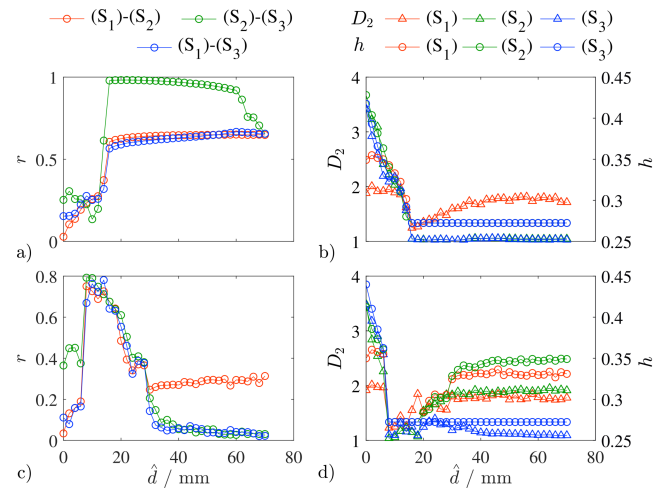 (S₁)-(S₂) (S₂)-(S₃)
(S₁)-(S₃)
D₂ (S₁) (S₂) (S₃)
h (S₁) (S₂) (S₃)
1
0.5
0
r
a)
4
3
2
1
D₂
0.45
0.4
0.35
0.3
0.25
h
b)
0.8
0.6
0.4
0.2
0
r
0 20 40 60 80
c)
d̂ / mm
4
3
2
1
D₂
0.45
0.4
0.35
0.3
0.25
h
0 20 40 60 80
d)
d̂ / mm